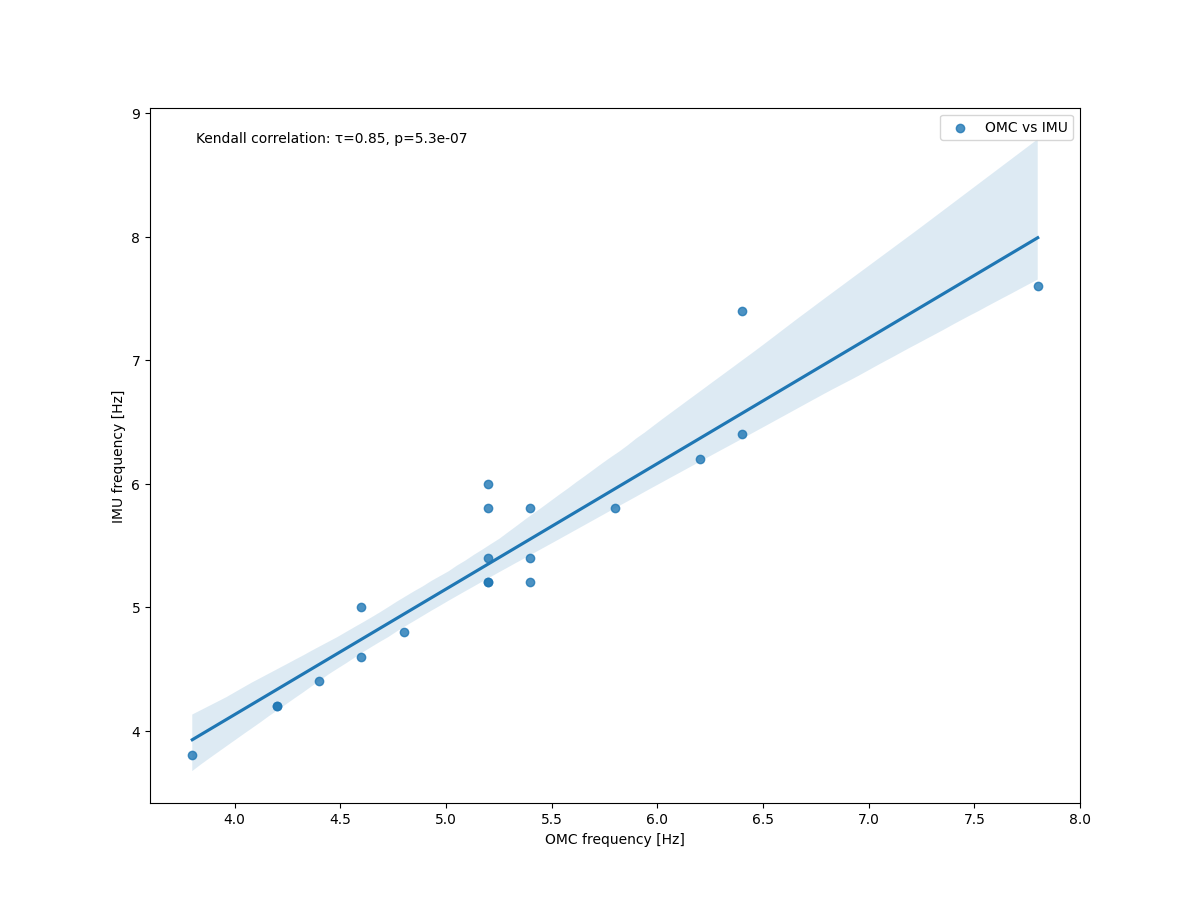 Kendall correlation: τ=0.85, p=5.3e-07
OMC vs IMU
9
8
7
6
5
4
IMU frequency [Hz]
4.0 4.5 5.0 5.5 6.0 6.5 7.0 7.5 8.0
OMC frequency [Hz]